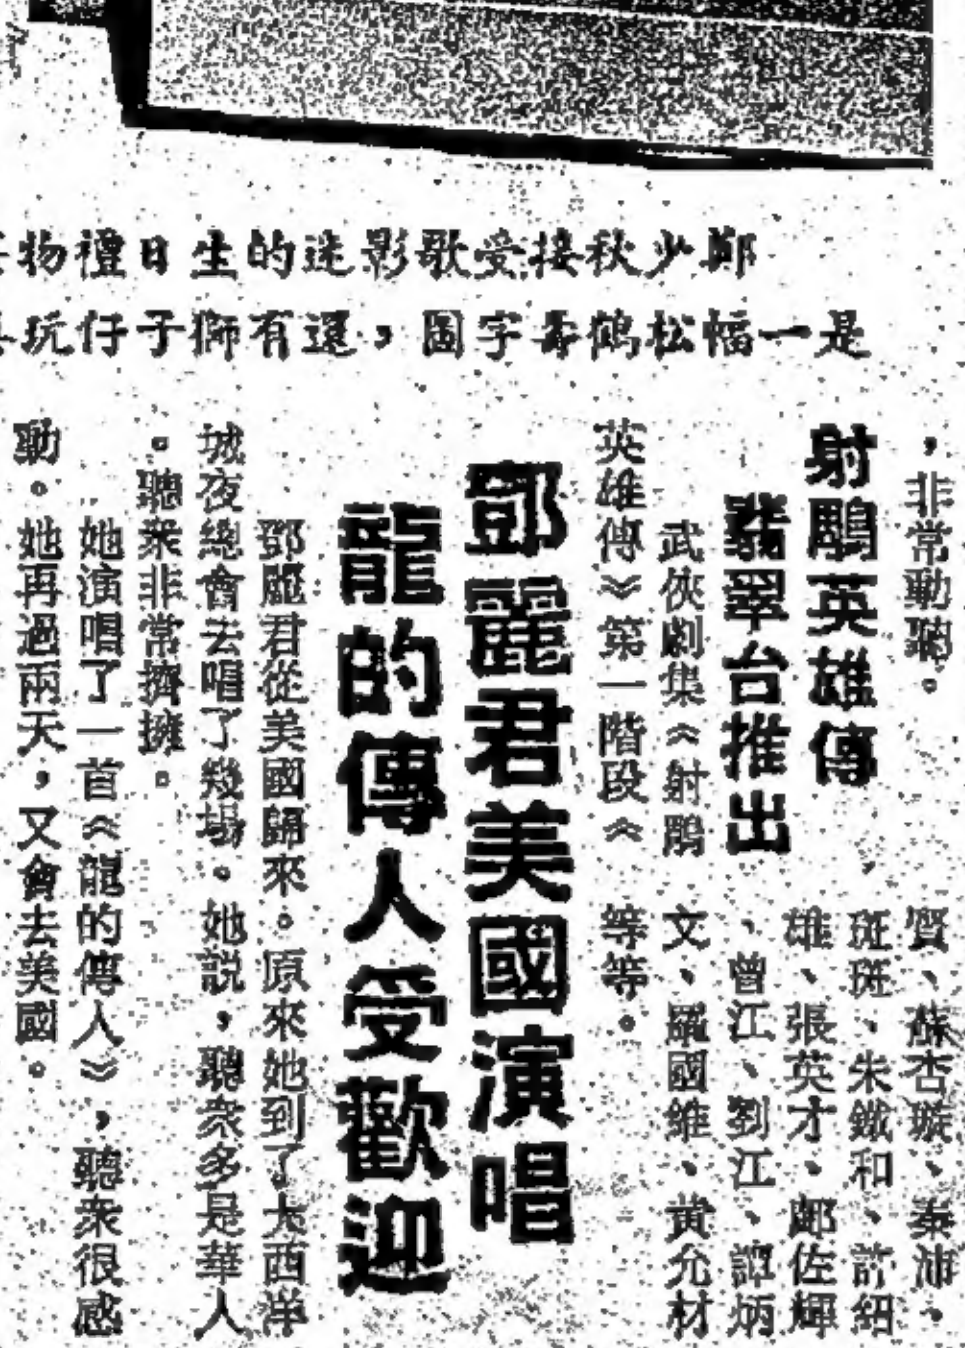 鄭少秋接受歌影迷的生日禮物
是一幅松鶴壽字圖，還有獅子仔玩
，非常動聽。
射鵰英雄傳
翡翠台推出
武俠劇集《射鵰
英雄傳》第一階段《
賢、蘇杏璇、秦沛、
斑斑、朱鐵和、許紹
雄、張英才、鄺佐輝
、曾江、劉江、譚炳
文、羅國維、黃允材
等等。
鄧麗君美國演唱
龍的傳人受歡迎
鄧麗君從美國歸來。原來她到了大西洋
城夜總會去唱了幾場。她説，聽衆多是華人
。聽衆非常擠擁。
她演唱了一首《龍的傳人》，聽衆很感
動。她再過兩天，又會去美國。